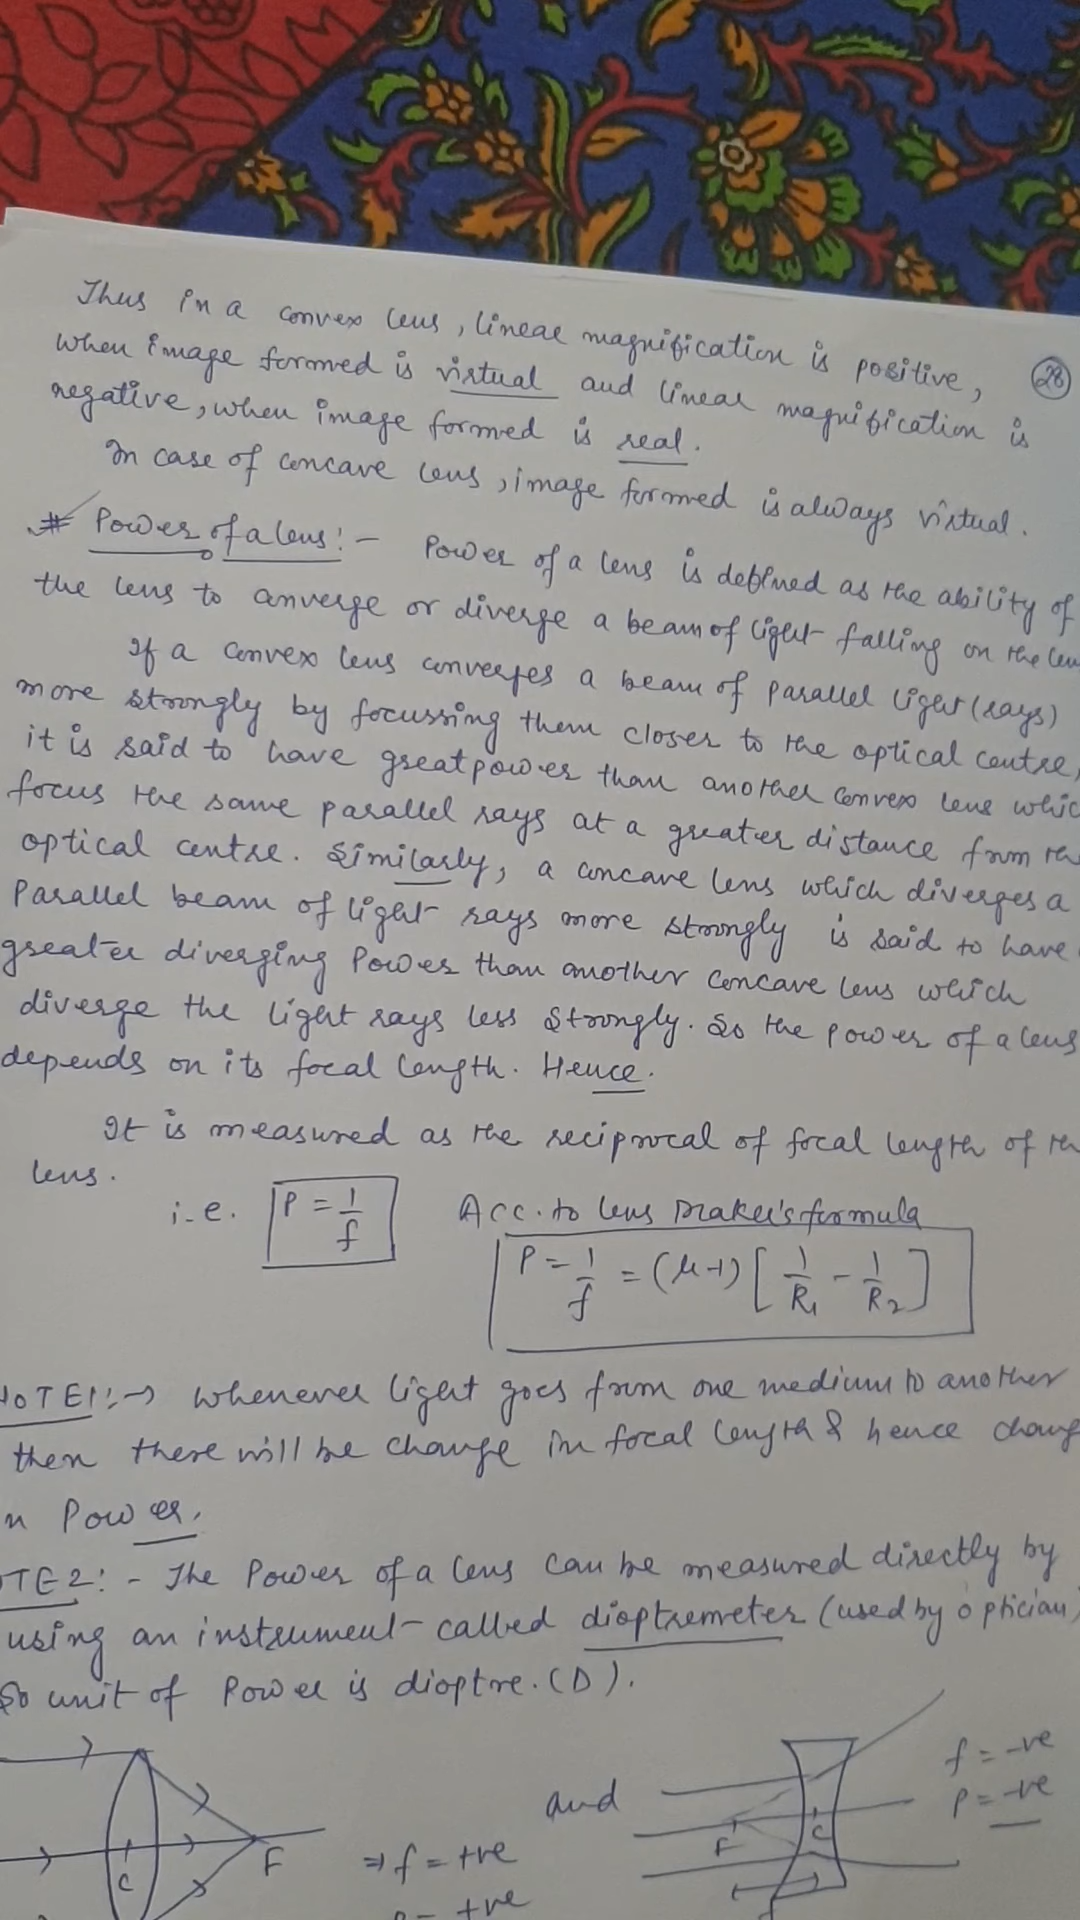 Thus in a convex lens, linear magnification is positive,
28
when image formed is virtual and linear magnification is
negative, when image formed is real.
In case of concave lens, image formed is always virtual.
# Power of a lens:- Power of a lens is defined as the ability of
the lens to converge or diverge a beam of light falling on the len
If a convex lens converges a beam of parallel light (rays)
more strongly by focussing them closer to the optical centre,
it is said to have great power than another convex lens whic
focus the same parallel rays at a greater distance from the
optical centre. Similarly, a concave lens which diverges a
Parallel beam of light rays more strongly is said to have
greater diverging Power than another concave lens which
diverge the light rays less strongly. So the power of a lens
depends on its focal length. Hence.
It is measured as the reciprocal of focal length of th
lens.
i.e. P = 1/f Acc. to lens Maker's formula
P = 1/f = (μ-1) [1/R1 - 1/R2]
NOTE1:→ Whenever light goes from one medium to another
then there will be change in focal length & hence chang
n Power.
OTE2:- The Power of a lens can be measured directly by
using an instrument called dioptremeter (used by optician)
So unit of Power is dioptre. (D).
f = -ve
and
P = -ve
C F
⇒ f = +ve
F C
P = +ve
f